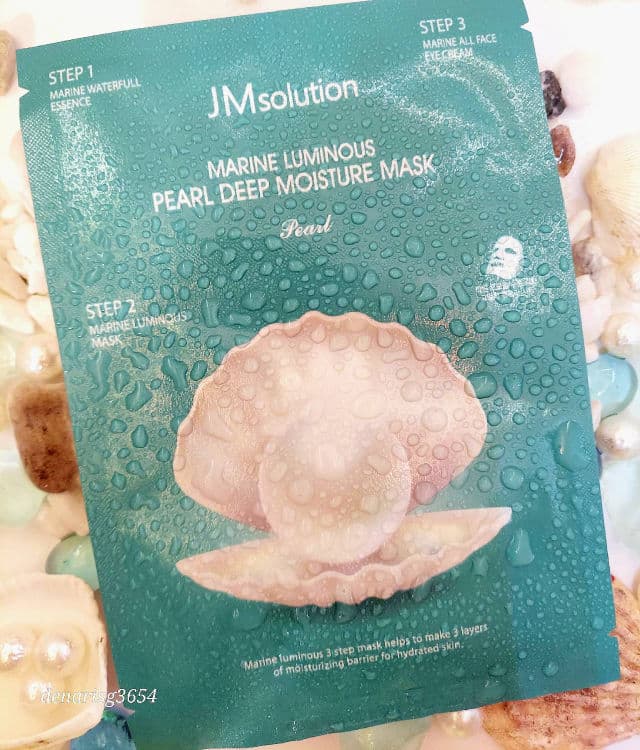 STEP 1
MARINE WATERFULL
ESSENCE
STEP 3
MARINE ALL FACE
EYE CREAM
JMsolution
MARINE LUMINOUS
PEARL DEEP MOISTURE MASK
Pearl
STEP 2
MARINE LUMINOUS
MASK
Marine luminous 3 step mask helps to make 3 layers
of moisturizing barrier for hydrated skin.
denarisg3654